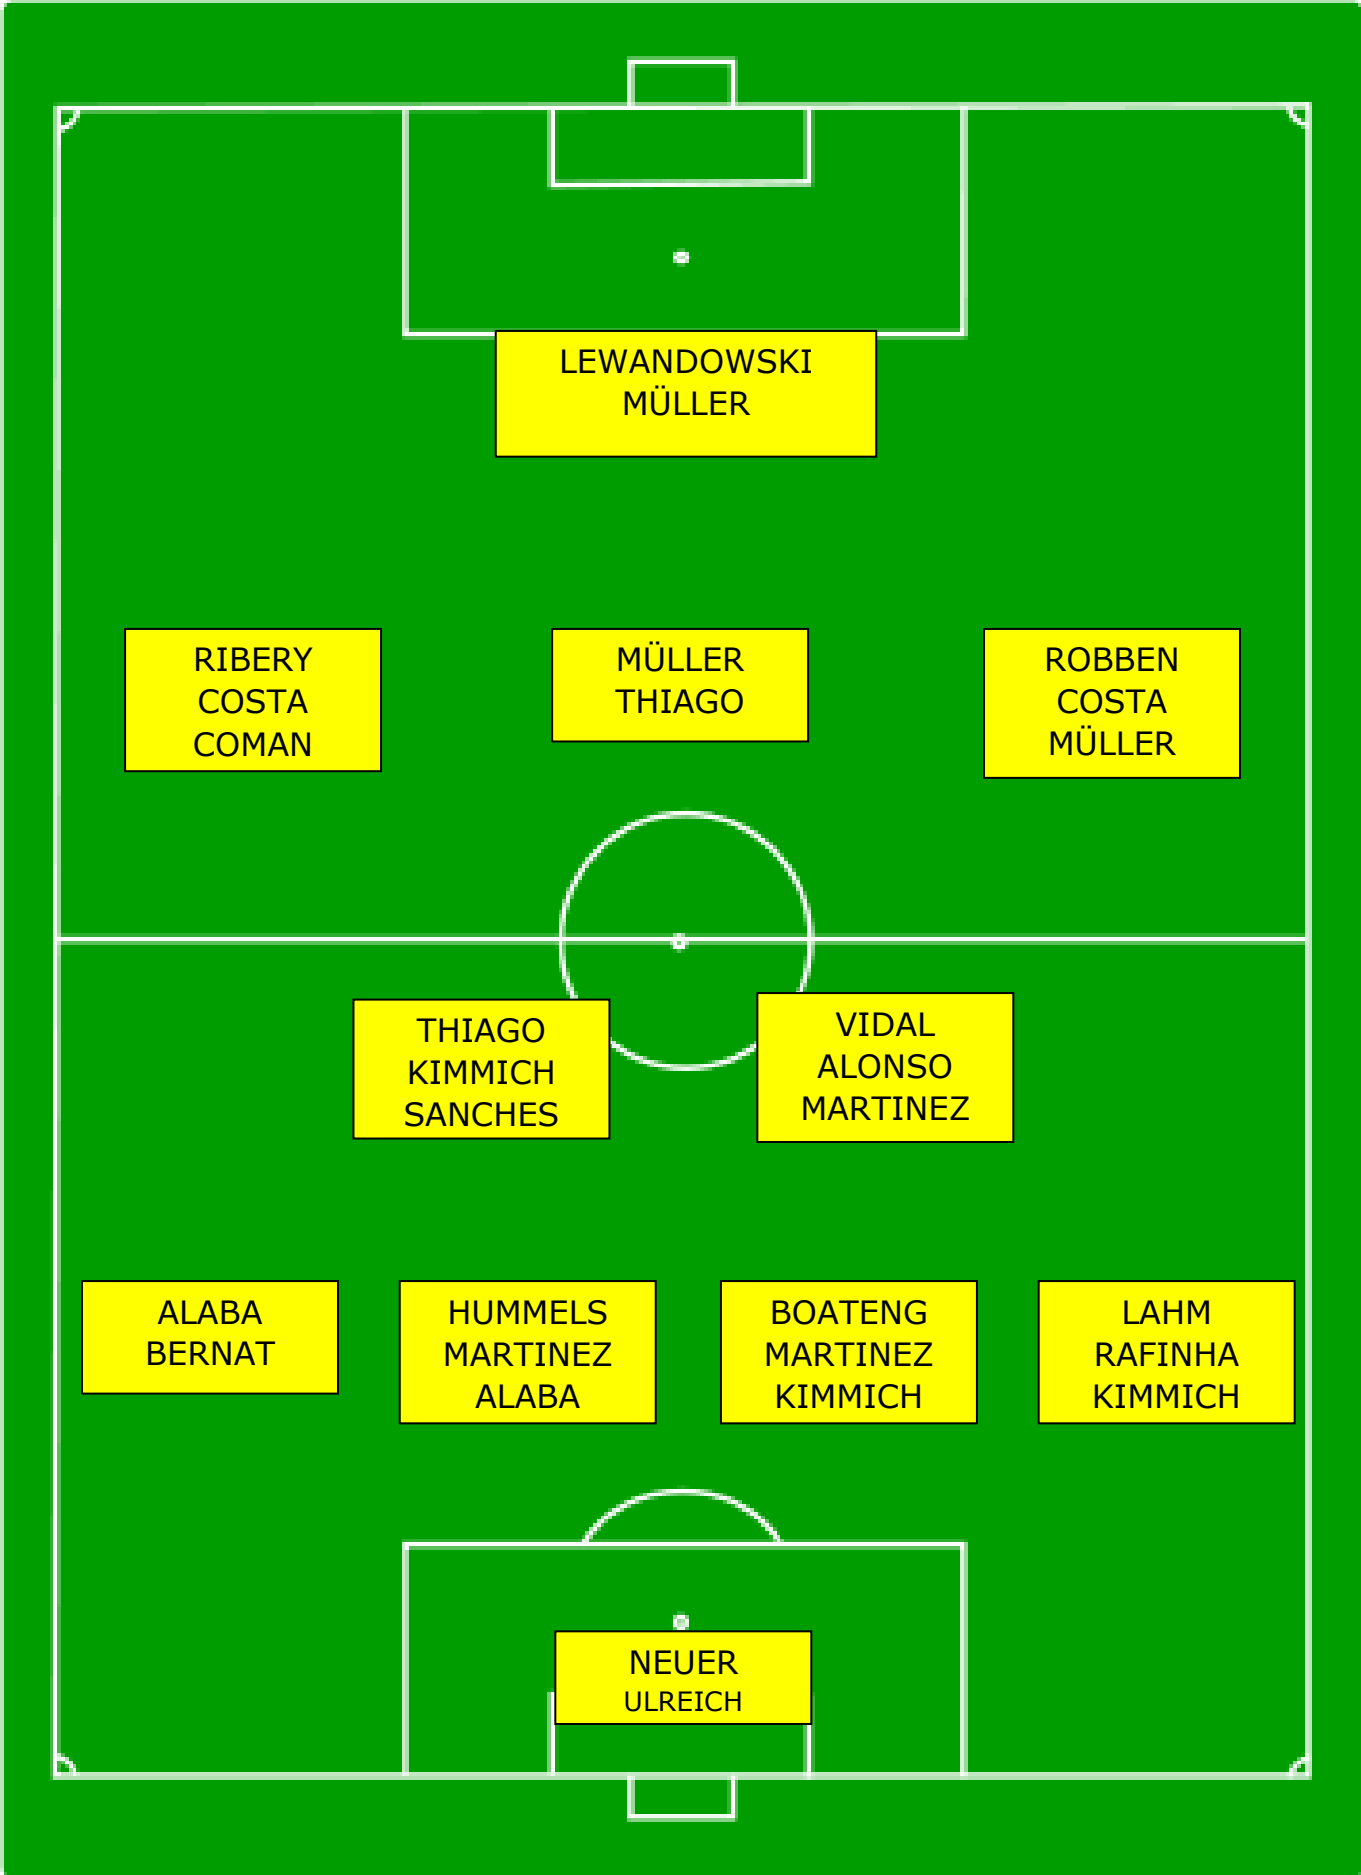 LEWANDOWSKI
MÜLLER
RIBERY
COSTA
COMAN
MÜLLER
THIAGO
ROBBEN
COSTA
MÜLLER
THIAGO
KIMMICH
SANCHES
VIDAL
ALONSO
MARTINEZ
ALABA
BERNAT
HUMMELS
MARTINEZ
ALABA
BOATENG
MARTINEZ
KIMMICH
LAHM
RAFINHA
KIMMICH
NEUER
ULREICH